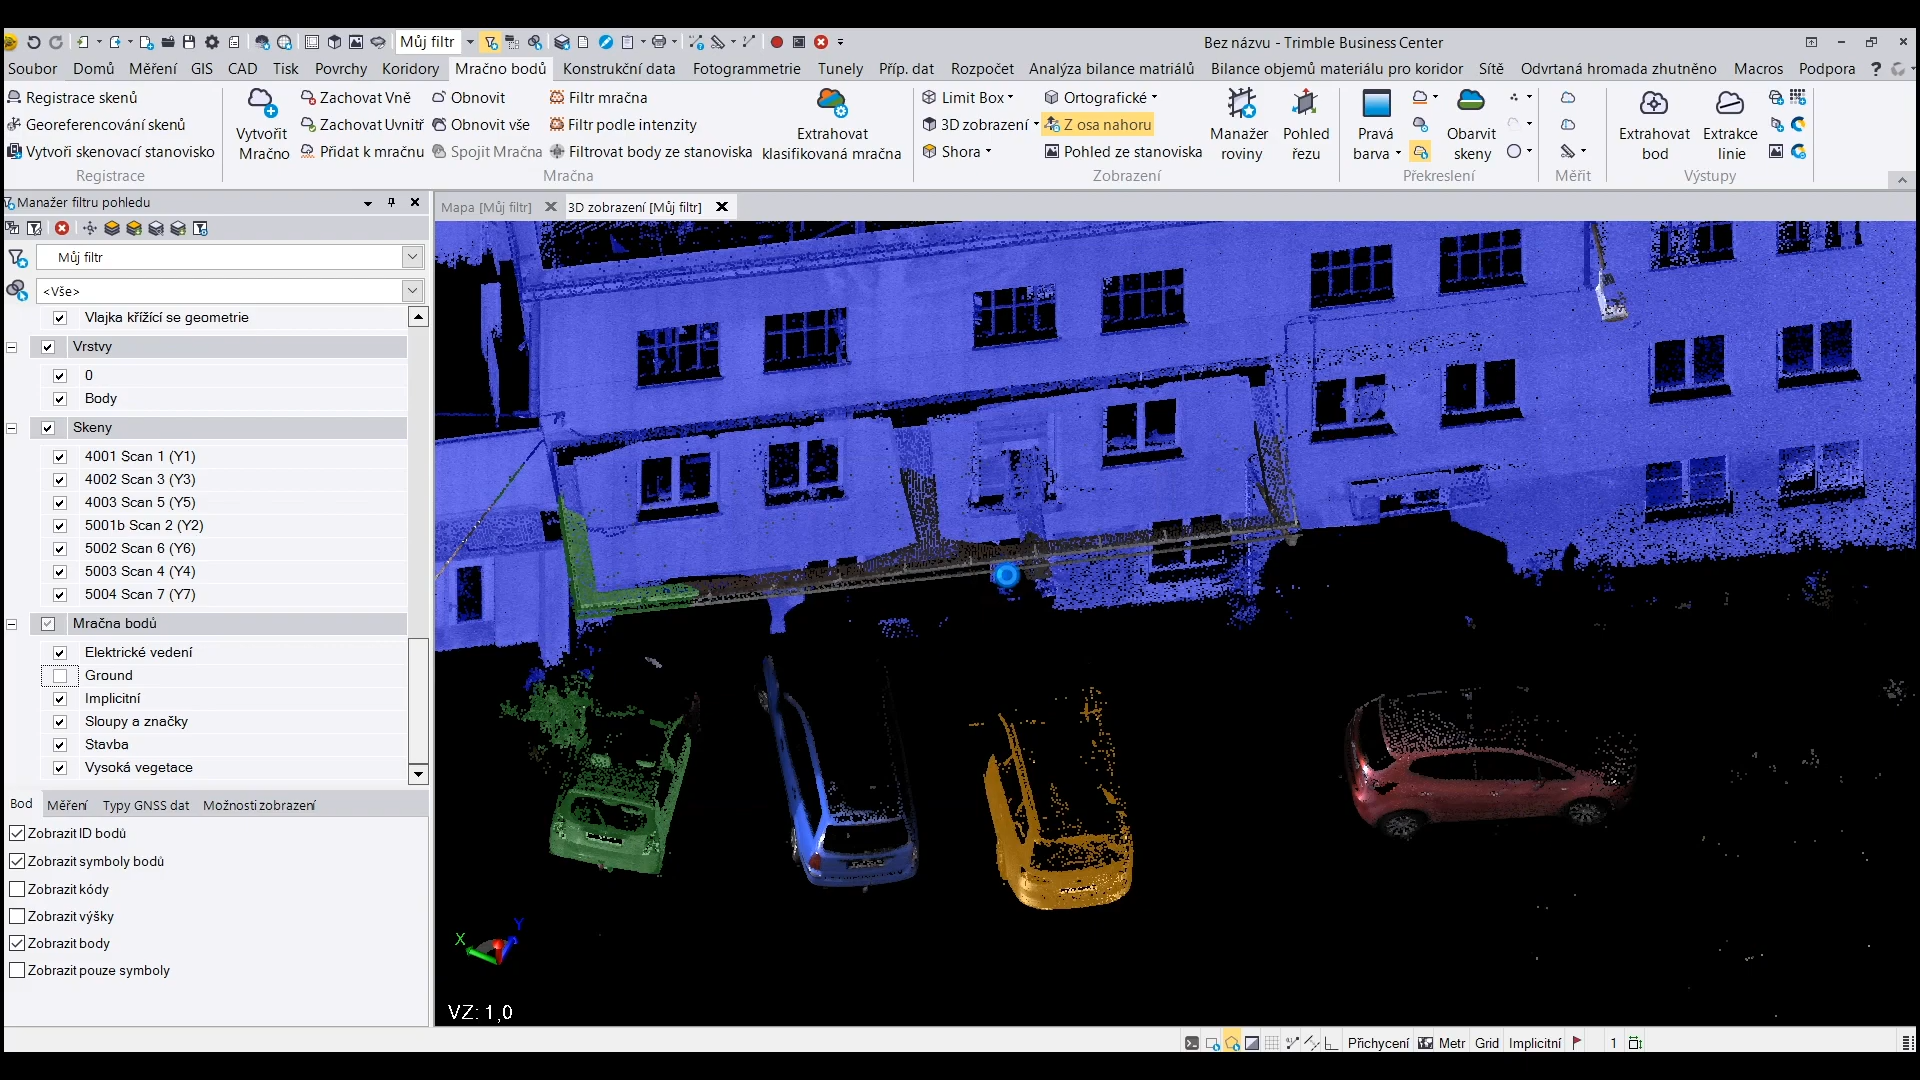 Můj filtr
Bez názvu - Trimble Business Center
Soubor Domů Měření GIS CAD Tisk Povrchy Koridory Mračno bodů Konstrukční data Fotogrammetrie Tunely Příp. dat Rozpočet Analýza bilance matriálů Bilance objemů materiálu pro koridor Sítě Odvrtaná hromada zhutněno Macros Podpora ?
Registrace skenů
Georeferencování skenů
Vytvoři skenovací stanovisko
Registrace
Vytvořit
Mračno
Zachovat Vně
Zachovat Uvnitř
Přidat k mračnu
Obnovit
Obnovit vše
Spojit Mračna
Filtr mračna
Filtr podle intenzity
Filtrovat body ze stanoviska
Extrahovat
klasifikovaná mračna
Mračna
Limit Box
3D zobrazení
Shora
Ortografické
Z osa nahoru
Pohled ze stanoviska
Manažer
roviny
Pohled
řezu
Zobrazení
Pravá
barva
Obarvit
skeny
Překreslení
Měřit
Extrahovat
bod
Extrakce
linie
Výstupy
Manažer filtru pohledu
Můj filtr
<Vše>
Vlajka křížící se geometrie
Vrstvy
0
Body
Skeny
4001 Scan 1 (Y1)
4002 Scan 3 (Y3)
4003 Scan 5 (Y5)
5001b Scan 2 (Y2)
5002 Scan 6 (Y6)
5003 Scan 4 (Y4)
5004 Scan 7 (Y7)
Mračna bodů
Elektrické vedení
Ground
Implicitní
Sloupy a značky
Stavba
Vysoká vegetace
Bod Měření Typy GNSS dat Možnosti zobrazení
Zobrazit ID bodů
Zobrazit symboly bodů
Zobrazit kódy
Zobrazit výšky
Zobrazit body
Zobrazit pouze symboly
Mapa [Můj filtr]
3D zobrazení [Můj filtr]
X
Y
VZ: 1,0
Přichycení Metr Grid Implicitní 1